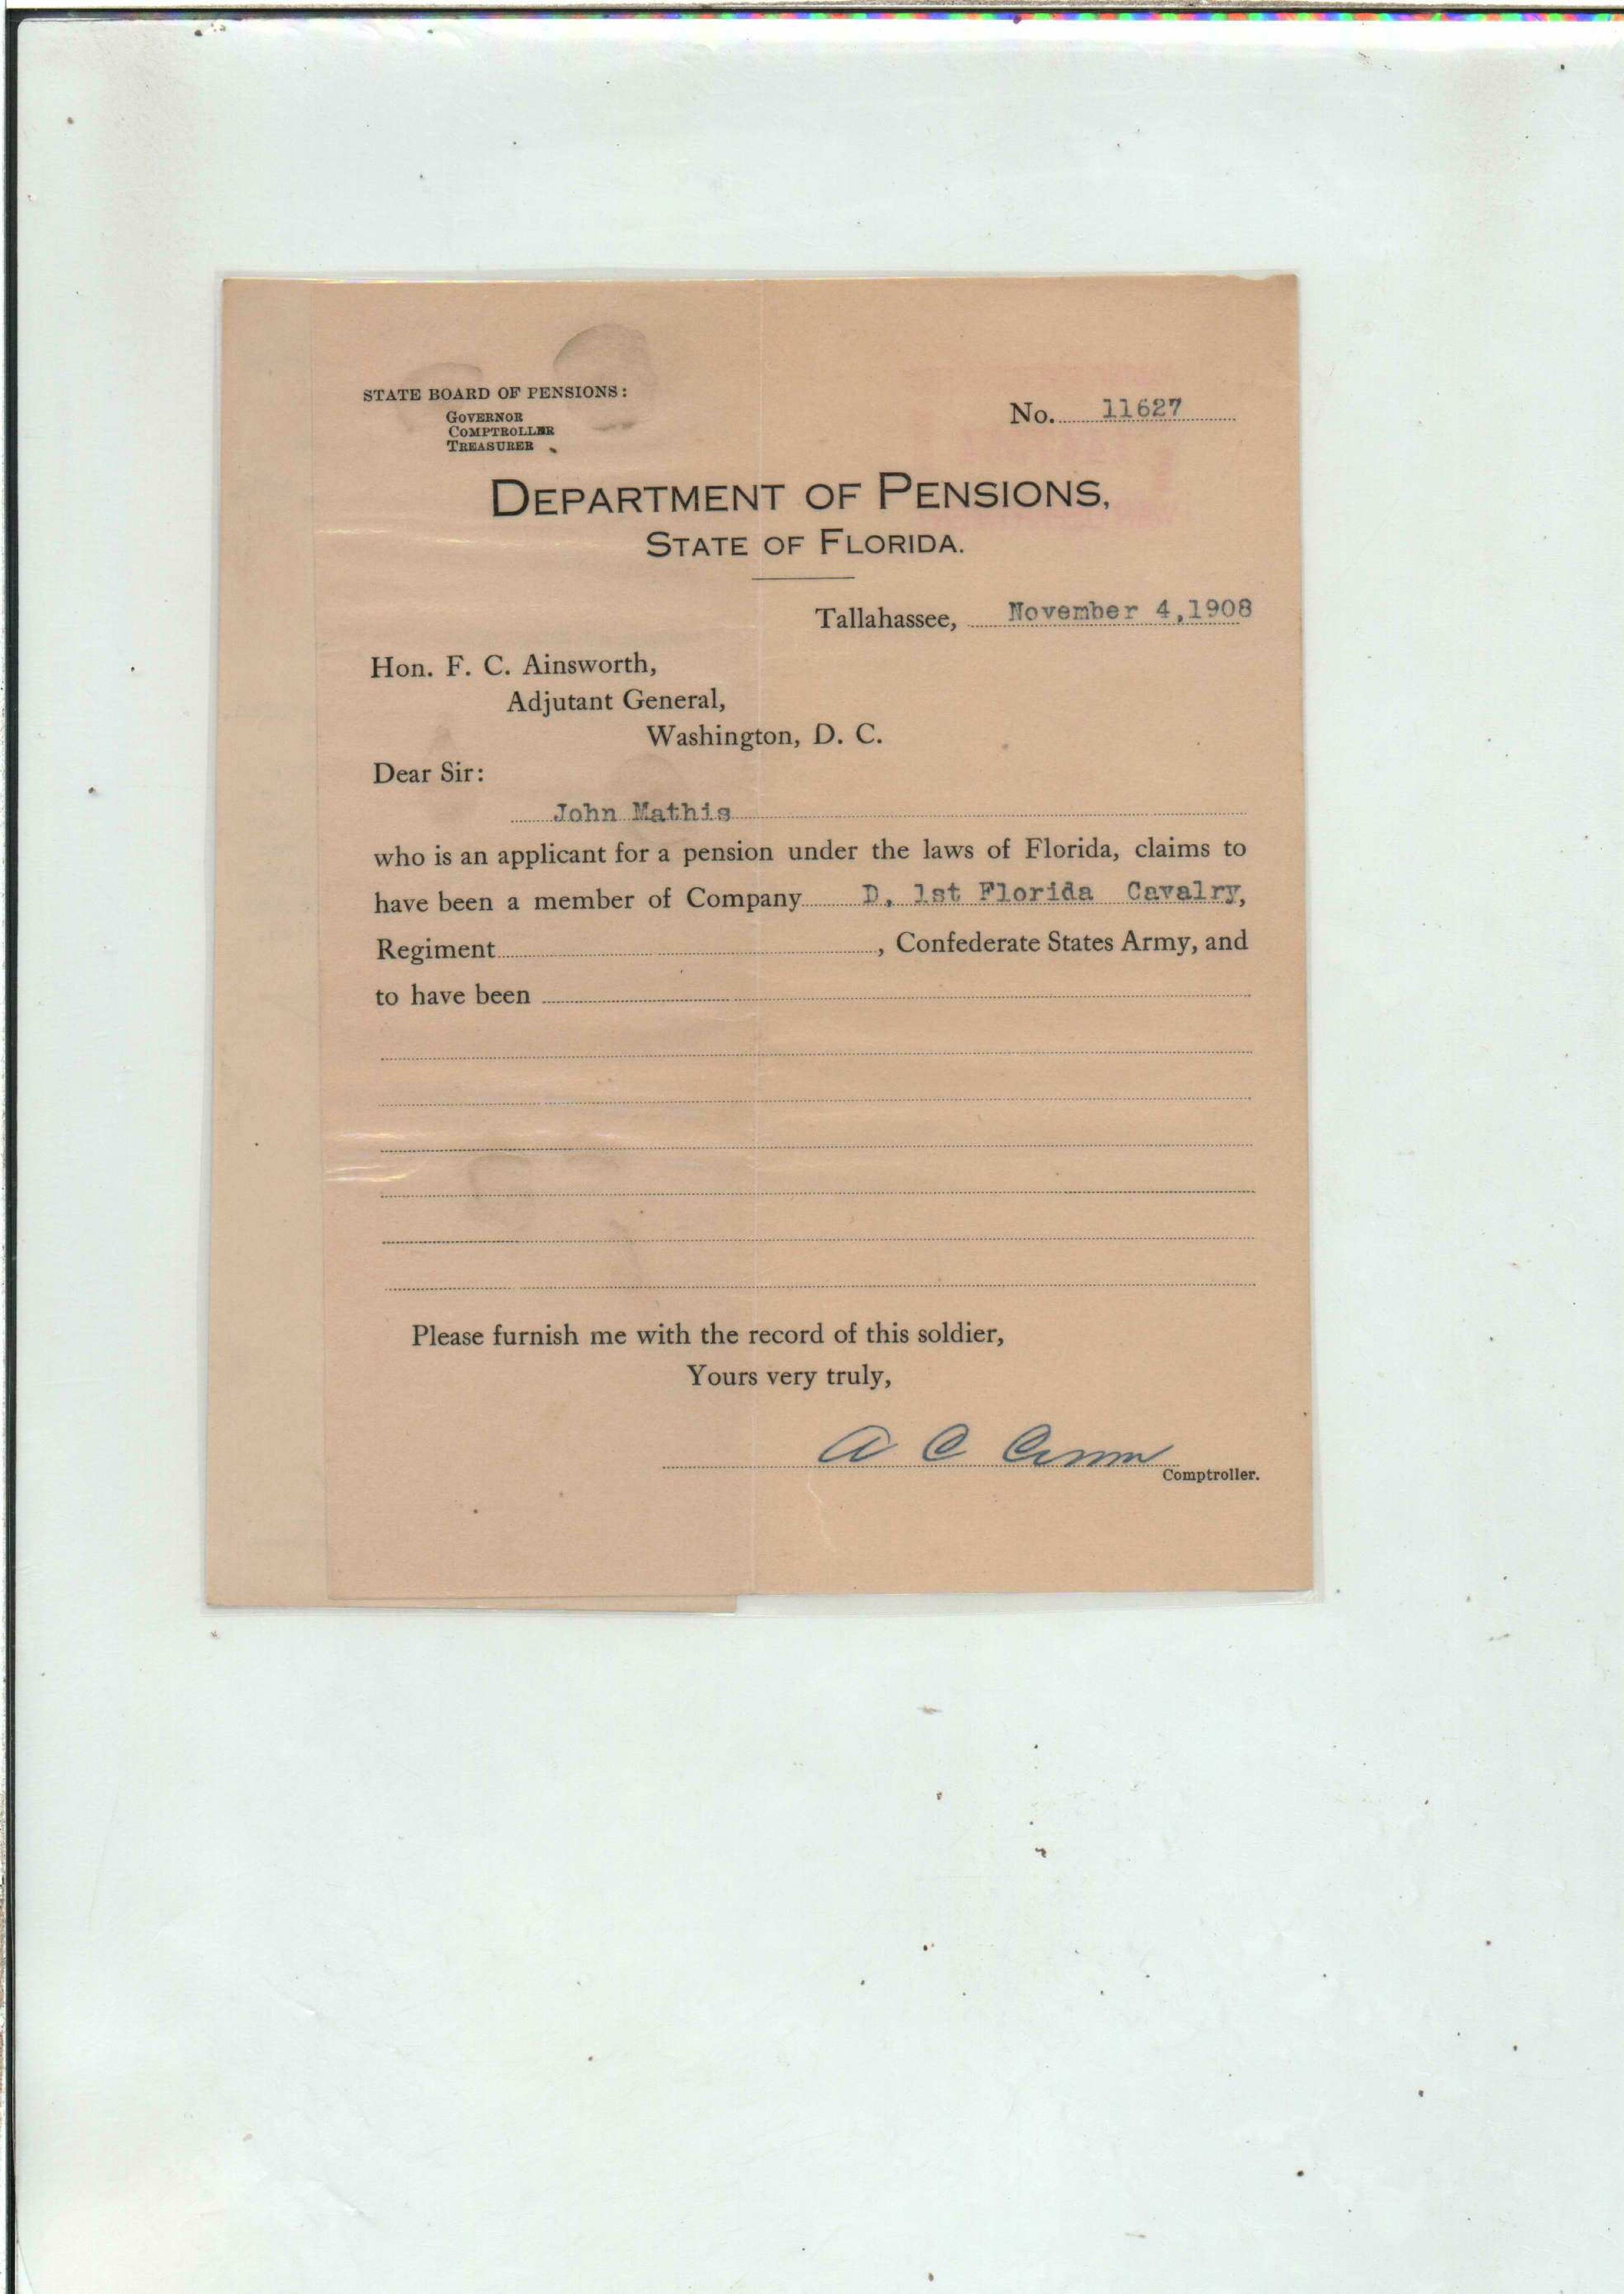 STATE BOARD OF PENSIONS:
GOVERNOR
COMPTROLLER
TREASURER
No. 11627
DEPARTMENT OF PENSIONS,
STATE OF FLORIDA.
Tallahassee, November 4,1908
Hon. F. C. Ainsworth,
Adjutant General,
Washington, D. C.
Dear Sir:
John Mathis
who is an applicant for a pension under the laws of Florida, claims to
have been a member of Company D, 1st Florida Cavalry,
Regiment , Confederate States Army, and
to have been
Please furnish me with the record of this soldier,
Yours very truly,
A C
Comptroller.